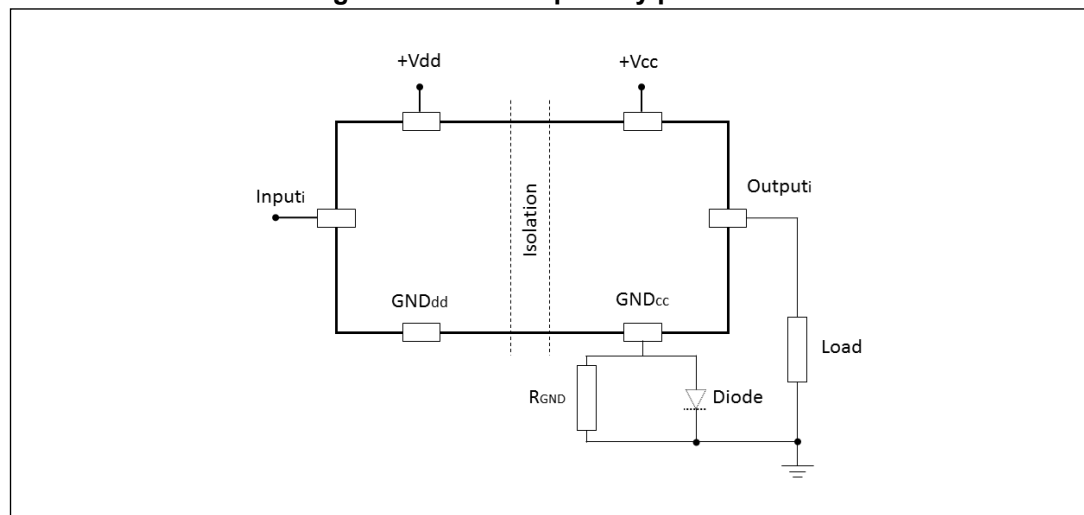 +Vdd
+Vcc
Inputi
Isolation
Outputi
GNDdd
GNDcc
Load
RGND
Diode